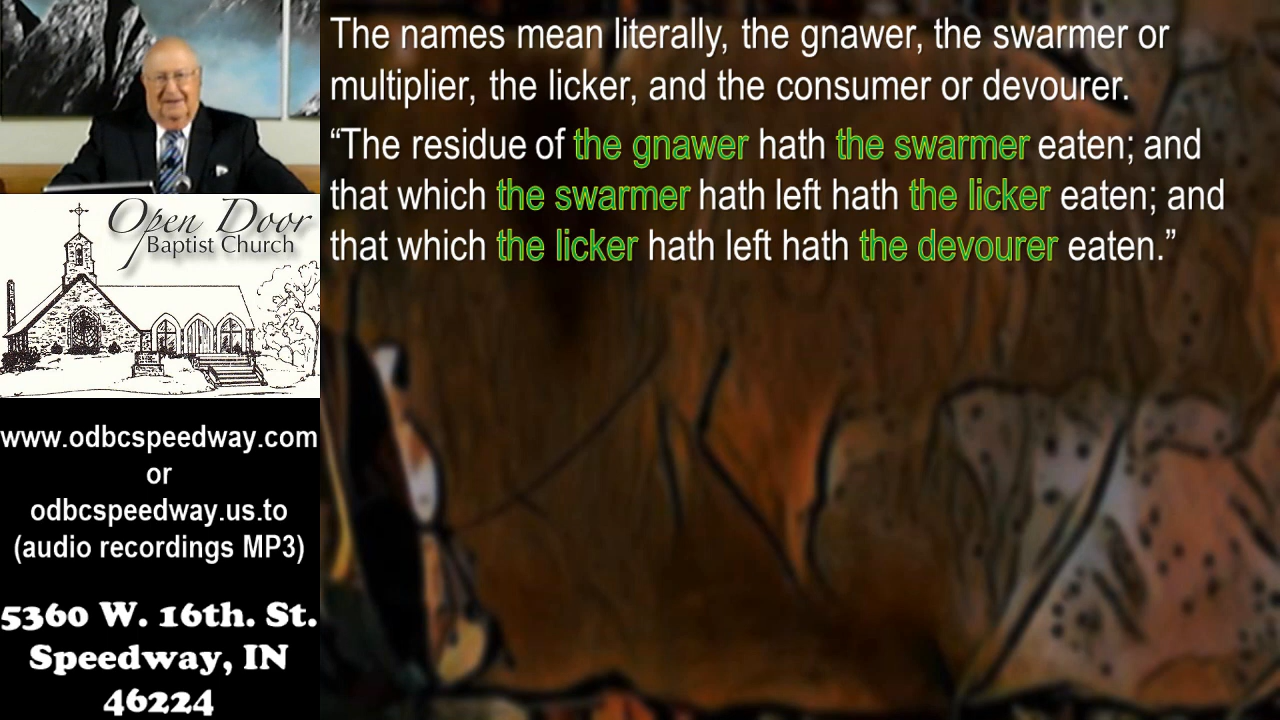 The names mean literally, the gnawer, the swarmer or
multiplier, the licker, and the consumer or devourer.
“The residue of the gnawer hath the swarmer eaten; and
that which the swarmer hath left hath the licker eaten; and
that which the licker hath left hath the devourer eaten.”
Open Door
Baptist Church
www.odbcspeedway.com
or
odbcspeedway.us.to
(audio recordings MP3)
5360 W. 16th. St.
Speedway, IN
46224